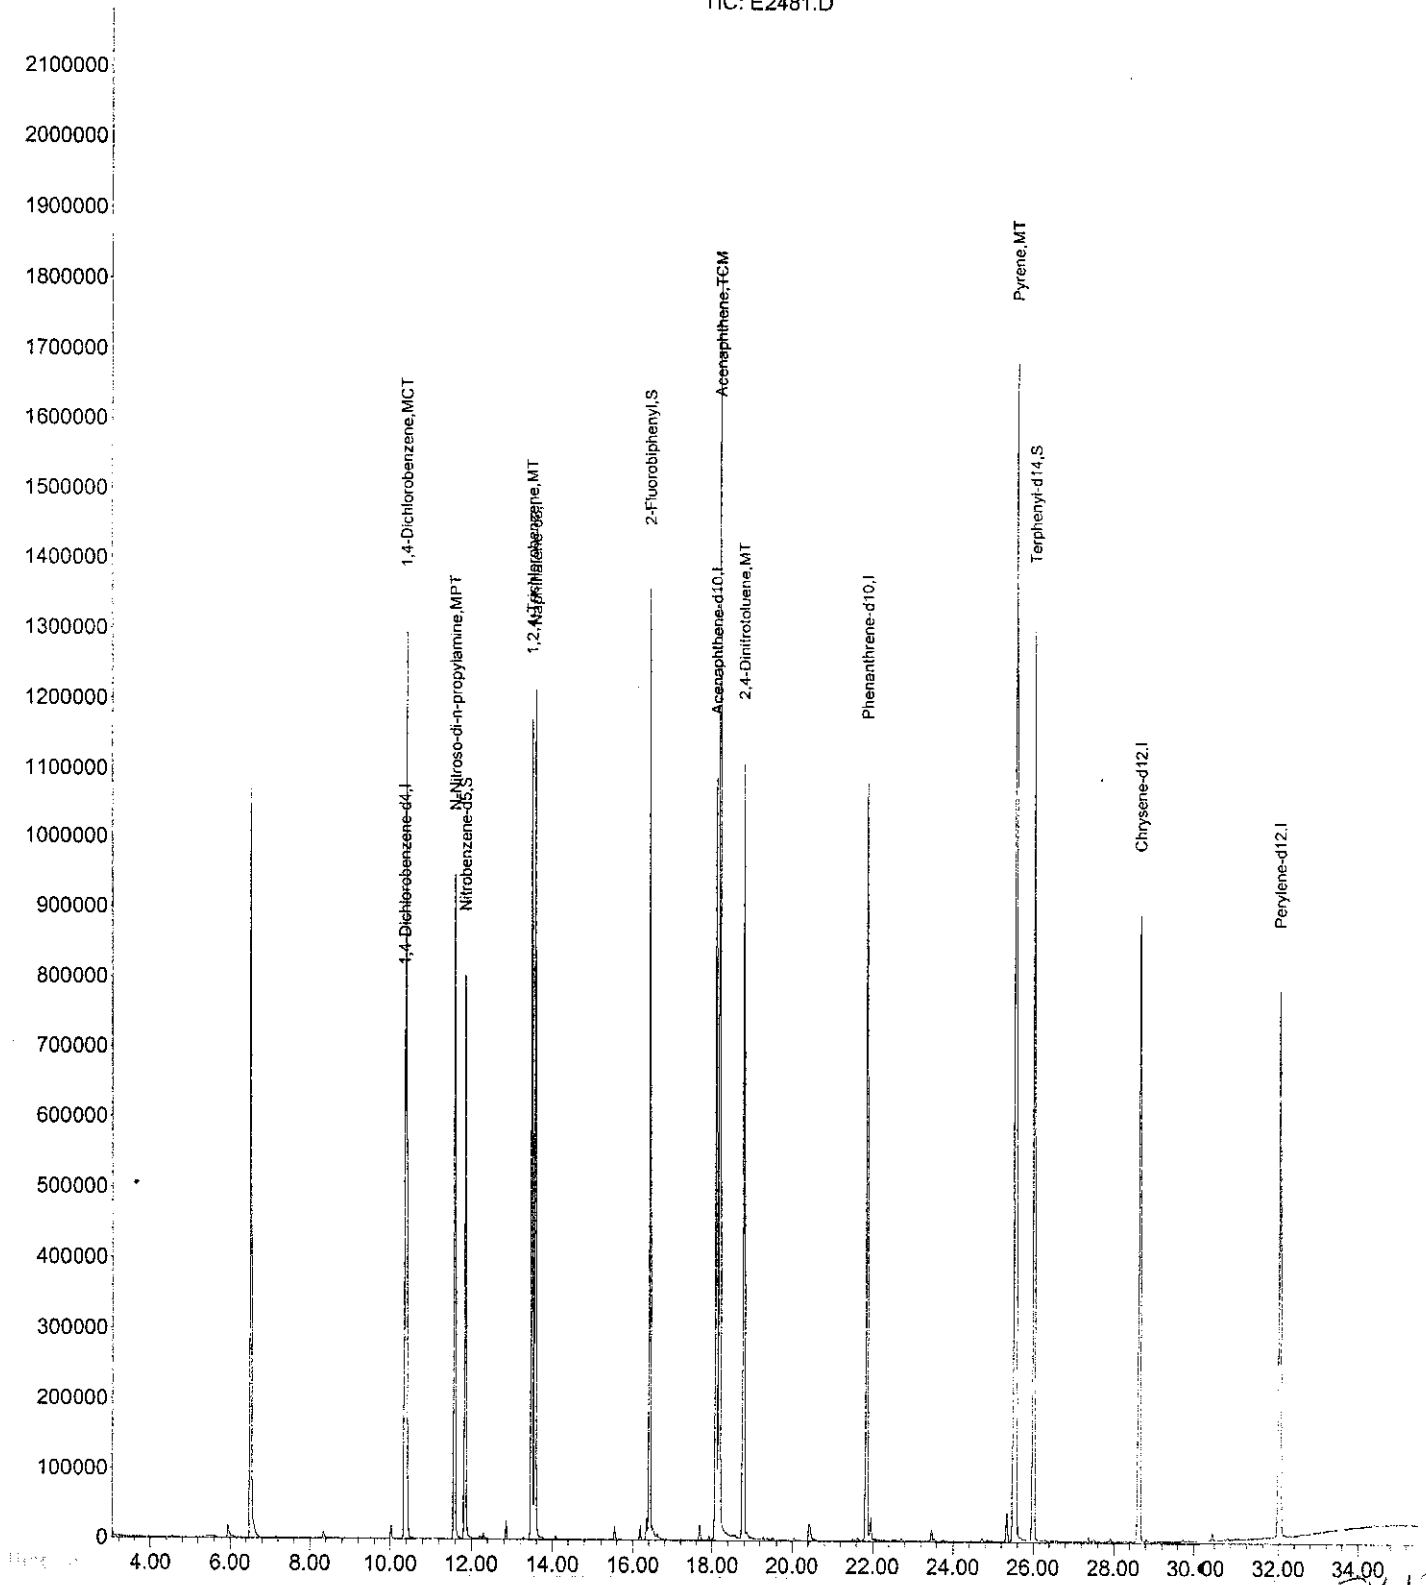 TIC: E2481.D
2100000
2000000
1900000
1800000
1700000
1600000
1500000
1400000
1300000
1200000
1100000
1000000
900000
800000
700000
600000
500000
400000
300000
200000
100000
0
1,4-Dichlorobenzene-d4,I
1,4-Dichlorobenzene,MCT
N-Nitroso-di-n-propylamine,MPT
Nitrobenzene-d5,S
1,2,4-Trichlorobenzene,MT
2-Fluorobiphenyl,S
Acenaphthene-d10,I
Acenaphthene,TCM
2,4-Dinitrotoluene,MT
Phenanthrene-d10,I
Pyrene,MT
Terphenyl-d14,S
Chrysene-d12,I
Perylene-d12,I
4.00 6.00 8.00 10.00 12.00 14.00 16.00 18.00 20.00 22.00 24.00 26.00 28.00 30.00 32.00 34.00